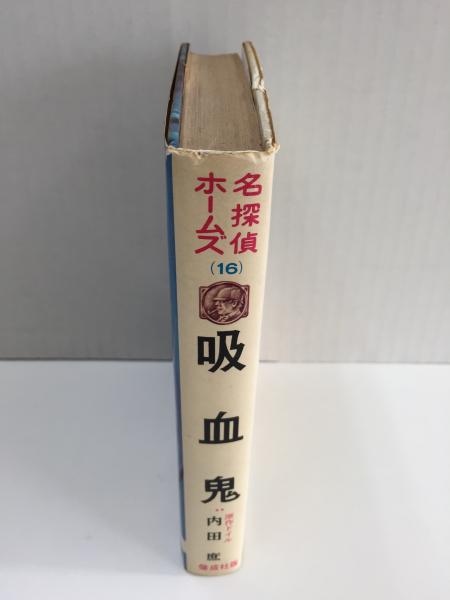 名探偵
ホームズ
(16)
吸血鬼
原作ドイル
内田庶
偕成社版